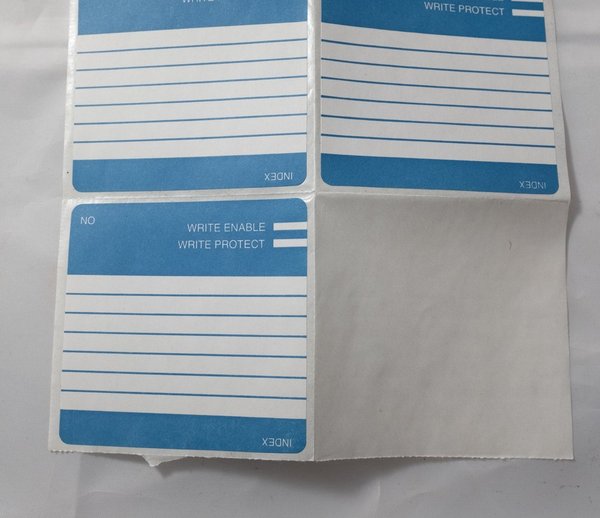 WRITE PROTECT
INDEX
INDEX
NO
WRITE ENABLE
WRITE PROTECT
INDEX